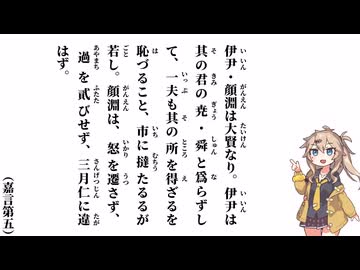 伊尹・顔淵は大賢なり。伊尹は
其の君の尭・舜と爲らずし
て、一夫も其の所を得ざるを
恥づること、市に撻たるるが
若し。顔淵は、怒を遷さず、
過を貳びせず、三月仁に違
はず。
(嘉言第五)